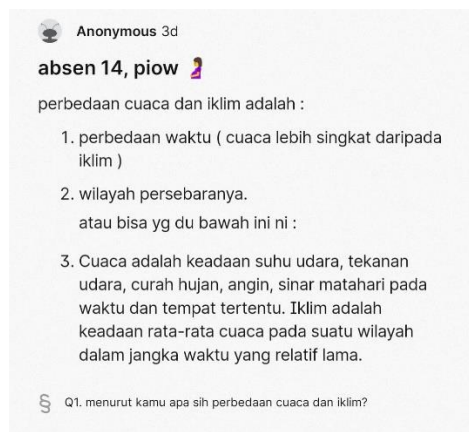 Anonymous 3d
absen 14, piow 🤰
perbedaan cuaca dan iklim adalah :
1. perbedaan waktu ( cuaca lebih singkat daripada
iklim )
2. wilayah persebaranya.
atau bisa yg du bawah ini ni :
3. Cuaca adalah keadaan suhu udara, tekanan
udara, curah hujan, angin, sinar matahari pada
waktu dan tempat tertentu. Iklim adalah
keadaan rata-rata cuaca pada suatu wilayah
dalam jangka waktu yang relatif lama.
§ Q1. menurut kamu apa sih perbedaan cuaca dan iklim?